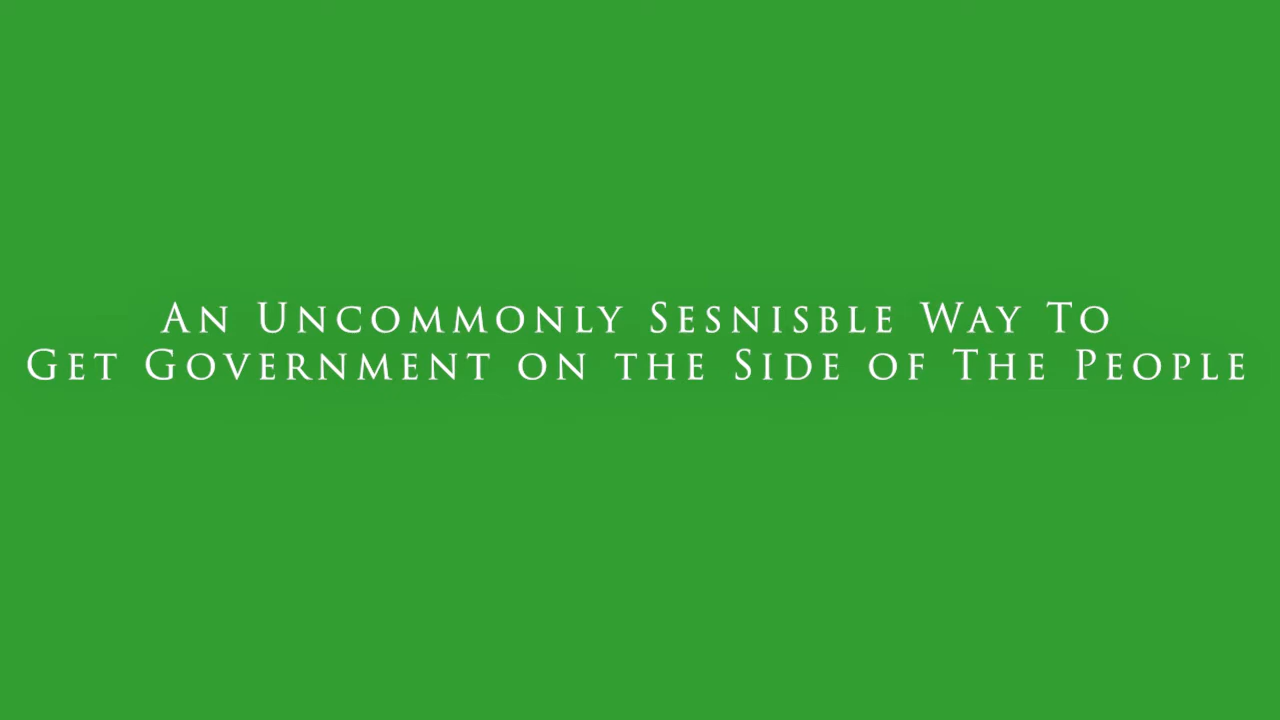 An Uncommonly Sesnisble Way To
Get Government on the Side of The People